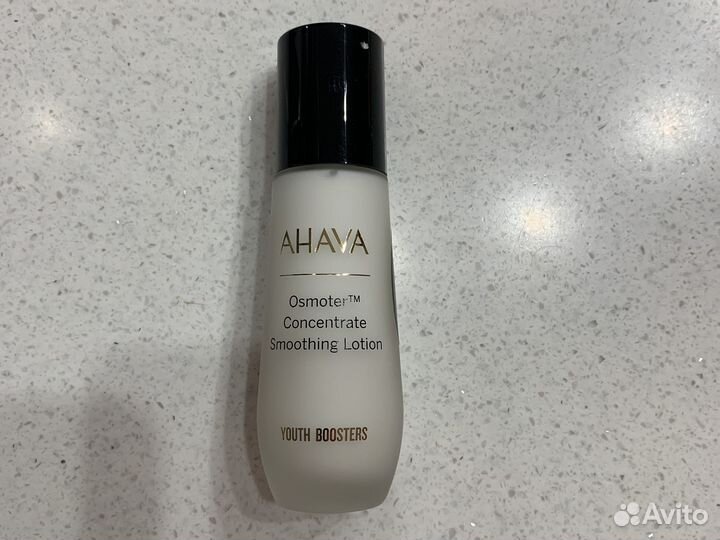 AHAVA
Osmoter™
Concentrate
Smoothing Lotion
YOUTH BOOSTERS
Avito